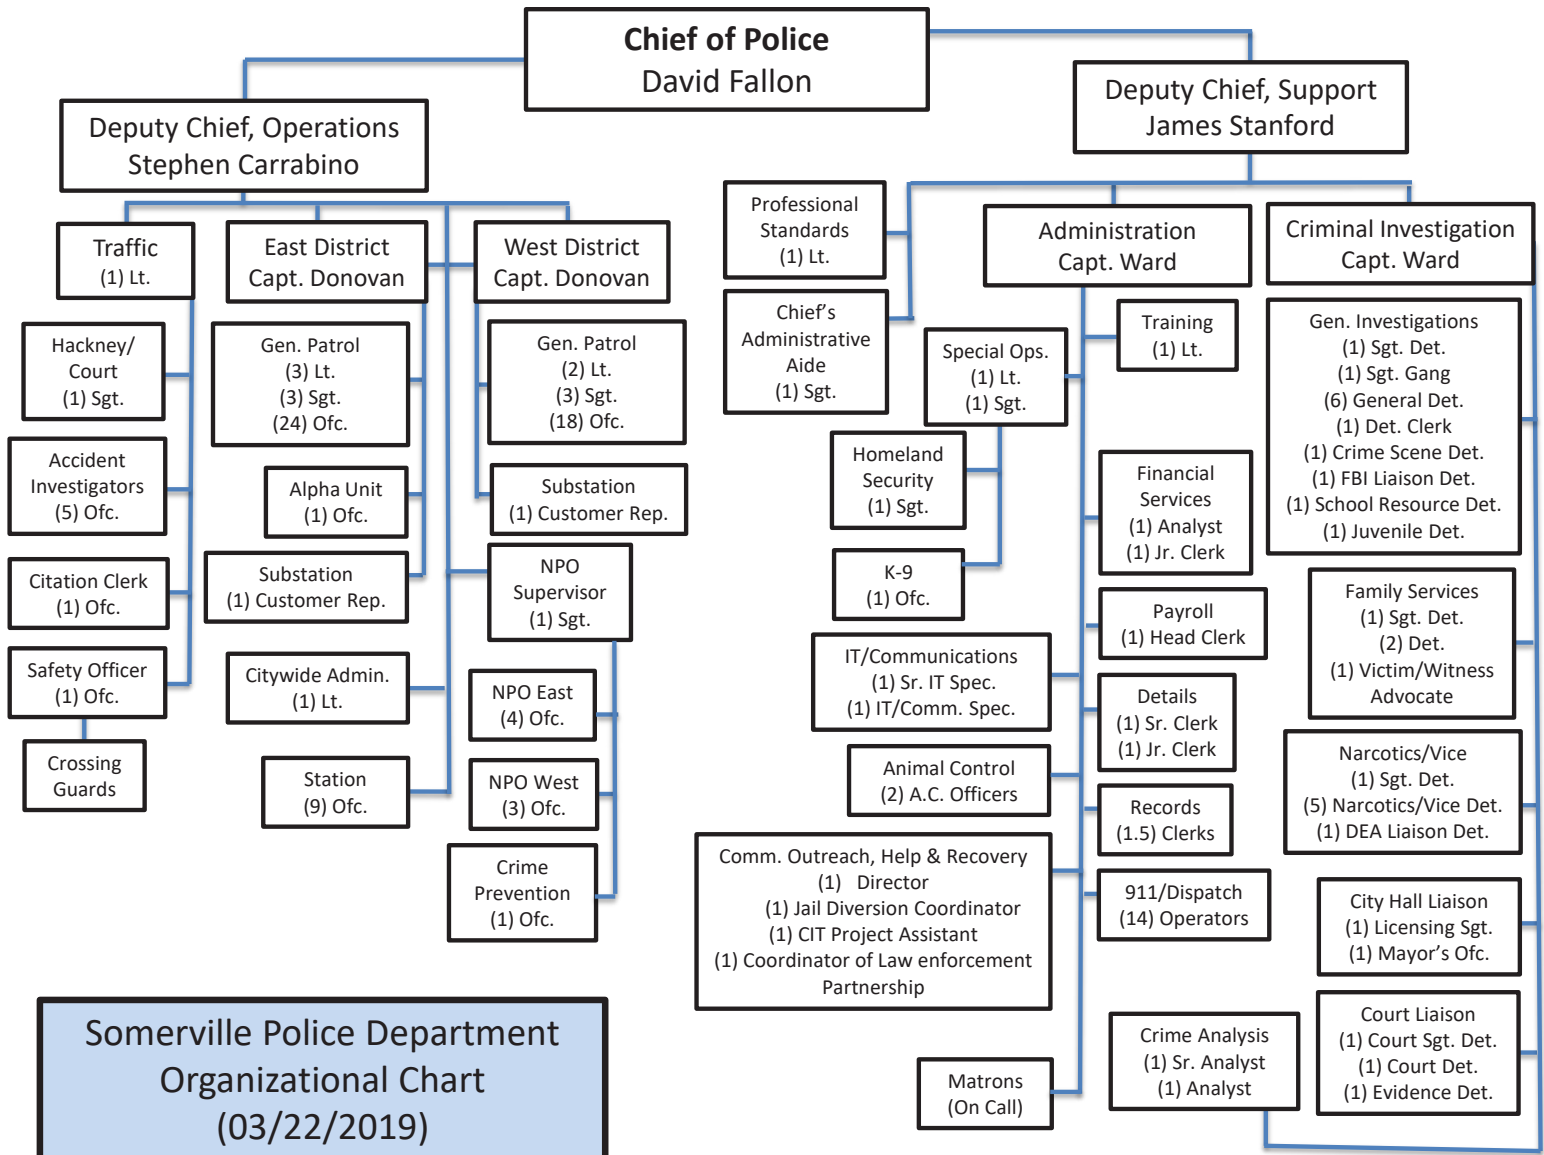 Chief of Police
David Fallon
Deputy Chief, Operations
Stephen Carrabino
Deputy Chief, Support
James Stanford
Traffic
(1) Lt.
East District
Capt. Donovan
West District
Capt. Donovan
Hackney/
Court
(1) Sgt.
Accident
Investigators
(5) Ofc.
Citation Clerk
(1) Ofc.
Safety Officer
(1) Ofc.
Crossing
Guards
Gen. Patrol
(3) Lt.
(3) Sgt.
(24) Ofc.
Alpha Unit
(1) Ofc.
Substation
(1) Customer Rep.
Citywide Admin.
(1) Lt.
Station
(9) Ofc.
Gen. Patrol
(2) Lt.
(3) Sgt.
(18) Ofc.
Substation
(1) Customer Rep.
NPO
Supervisor
(1) Sgt.
NPO East
(4) Ofc.
NPO West
(3) Ofc.
Crime
Prevention
(1) Ofc.
Professional
Standards
(1) Lt.
Chief's
Administrative
Aide
(1) Sgt.
Administration
Capt. Ward
Criminal Investigation
Capt. Ward
Special Ops.
(1) Lt.
(1) Sgt.
Homeland
Security
(1) Sgt.
K-9
(1) Ofc.
IT/Communications
(1) Sr. IT Spec.
(1) IT/Comm. Spec.
Animal Control
(2) A.C. Officers
Comm. Outreach, Help & Recovery
(1) Director
(1) Jail Diversion Coordinator
(1) CIT Project Assistant
(1) Coordinator of Law enforcement
Partnership
Matrons
(On Call)
Training
(1) Lt.
Financial
Services
(1) Analyst
(1) Jr. Clerk
Payroll
(1) Head Clerk
Details
(1) Sr. Clerk
(1) Jr. Clerk
Records
(1.5) Clerks
911/Dispatch
(14) Operators
Crime Analysis
(1) Sr. Analyst
(1) Analyst
Gen. Investigations
(1) Sgt. Det.
(1) Sgt. Gang
(6) General Det.
(1) Det. Clerk
(1) Crime Scene Det.
(1) FBI Liaison Det.
(1) School Resource Det.
(1) Juvenile Det.
Family Services
(1) Sgt. Det.
(2) Det.
(1) Victim/Witness
Advocate
Narcotics/Vice
(1) Sgt. Det.
(5) Narcotics/Vice Det.
(1) DEA Liaison Det.
City Hall Liaison
(1) Licensing Sgt.
(1) Mayor's Ofc.
Court Liaison
(1) Court Sgt. Det.
(1) Court Det.
(1) Evidence Det.
Somerville Police Department
Organizational Chart
(03/22/2019)